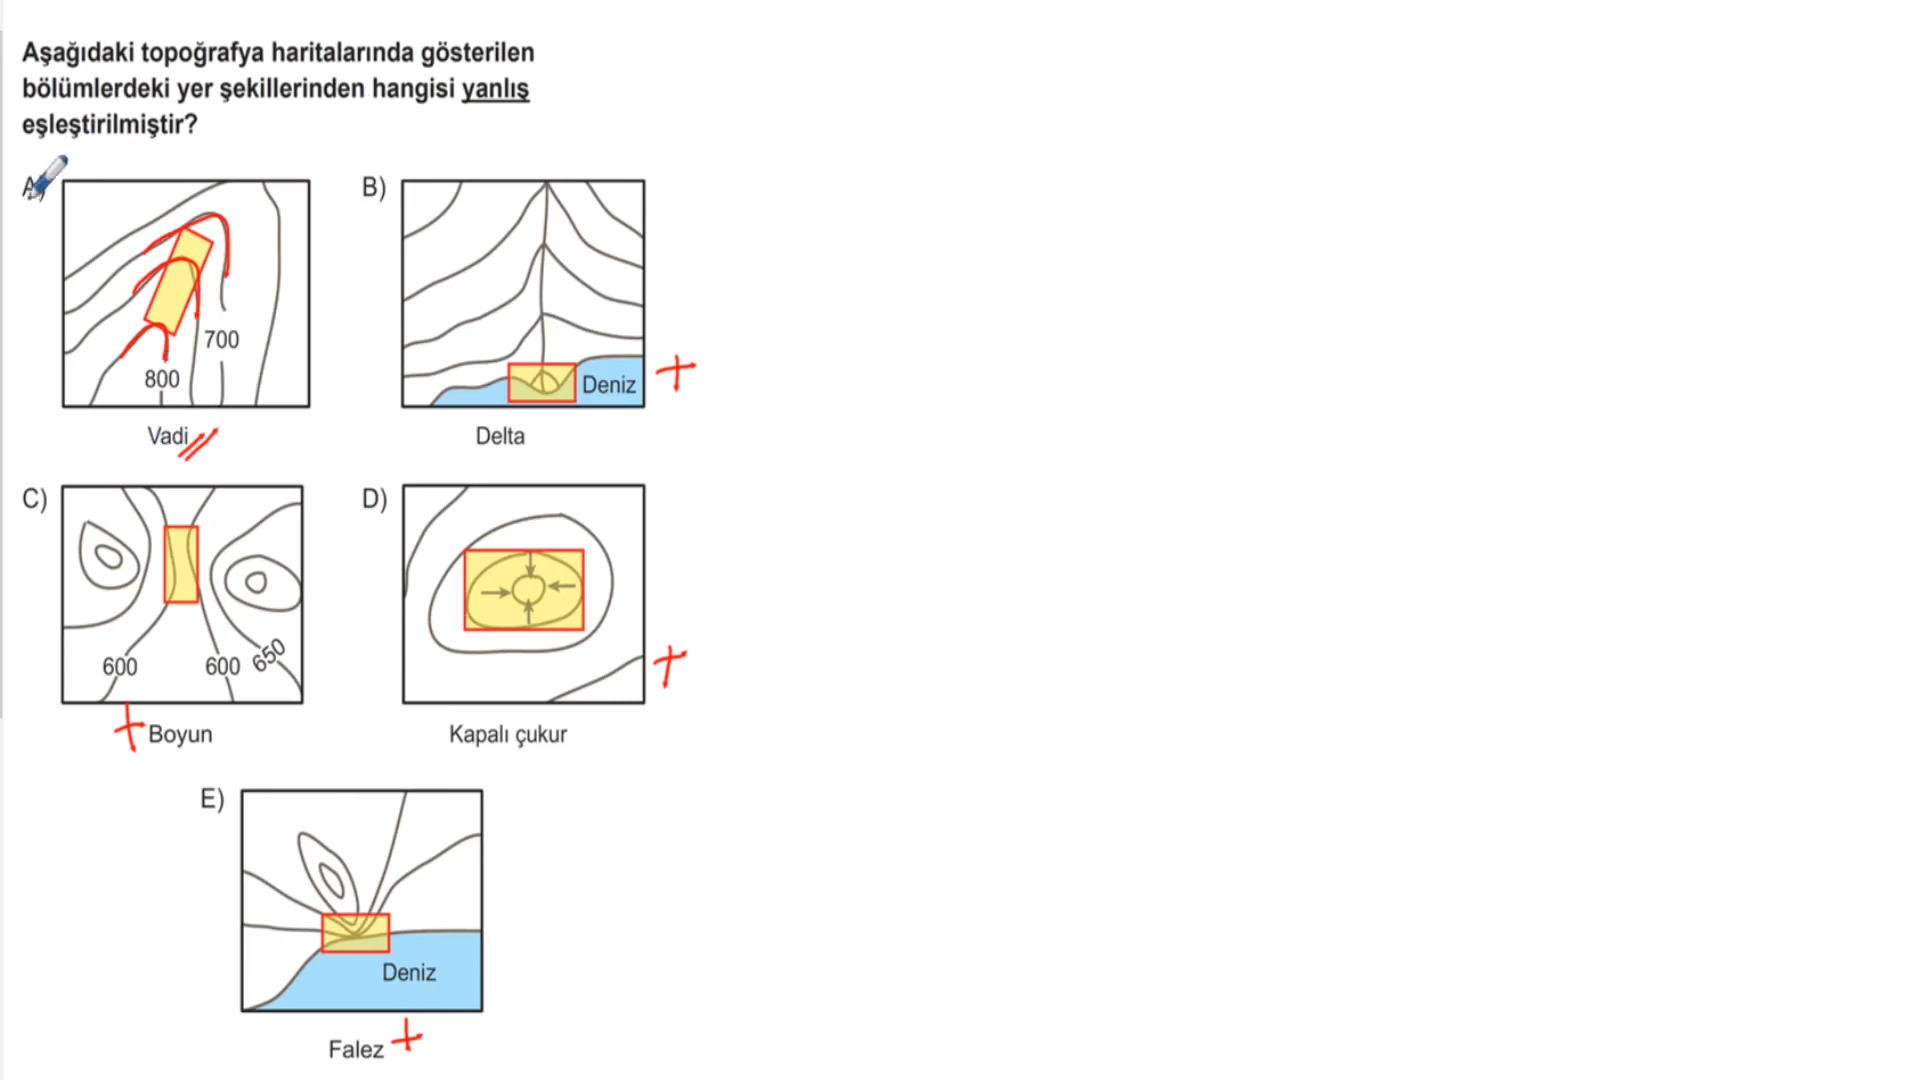 Aşağıdaki topoğrafya haritalarında gösterilen
bölümlerdeki yer şekillerinden hangisi yanlış
eşleştirilmiştir?
A)
700
800
Vadi
B)
Deniz
Delta
C)
600
600
650
Boyun
D)
Kapalı çukur
E)
Deniz
Falez